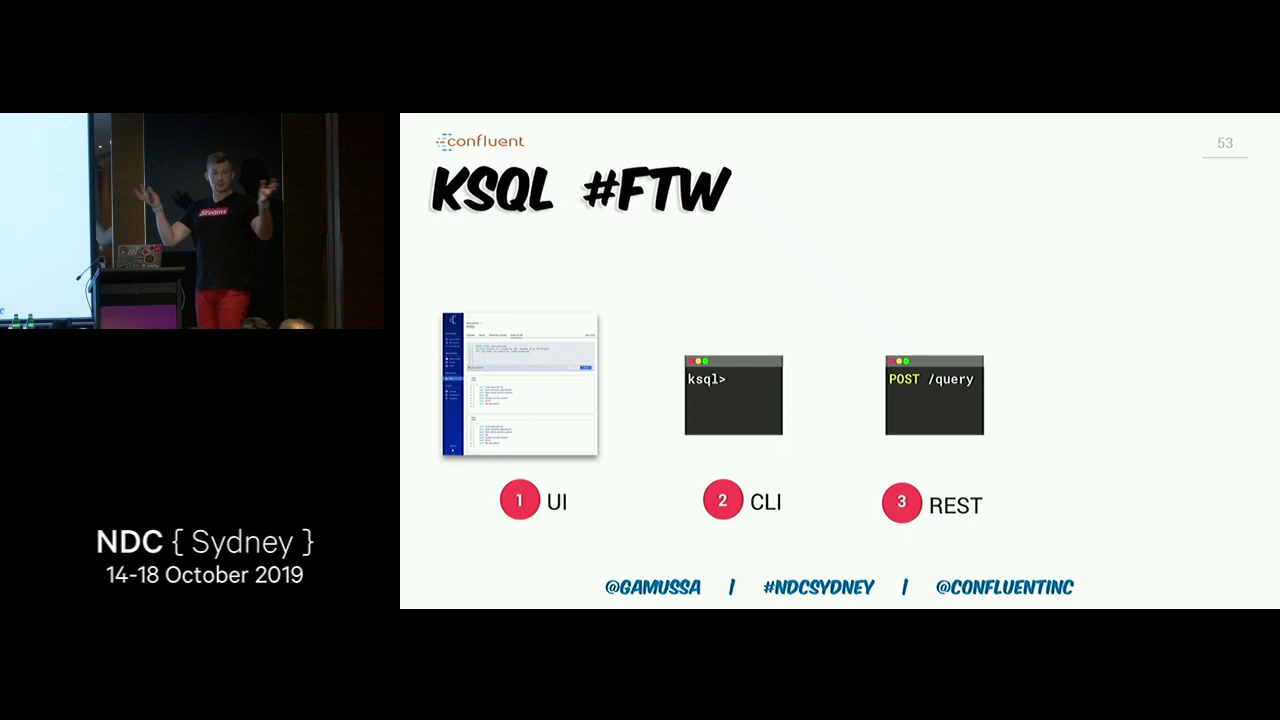 Streams
NDC { Sydney }
14-18 October 2019
confluent
53
KSQL #FTW
ksql>
POST /query
1 UI
2 CLI
3 REST
@GAMUSSA | #NDCSYDNEY | @CONFLUENTINC